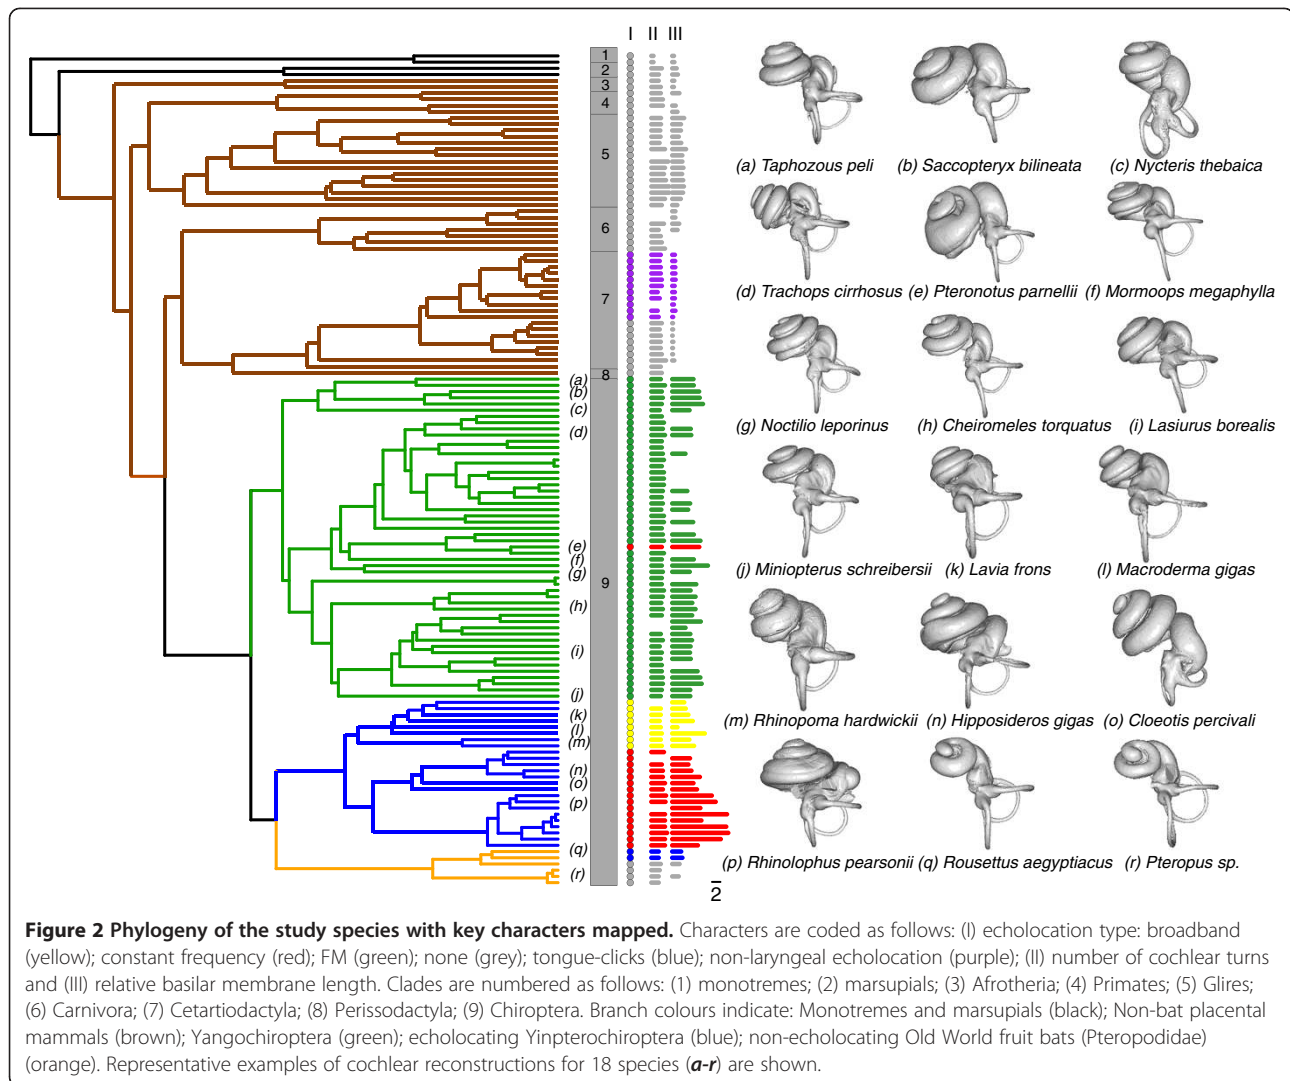 I II III
1
2
3
4
5
6
7
8
9
(a)
(b)
(c)
(d)
(e)
(f)
(g)
(h)
(i)
(j)
(k)
(l)
(m)
(n)
(o)
(p)
(q)
(r)
2
(a) Taphozous peli (b) Saccopteryx bilineata (c) Nycteris thebaica
(d) Trachops cirrhosus (e) Pteronotus parnellii (f) Mormoops megaphylla
(g) Noctilio leporinus (h) Cheiromeles torquatus (i) Lasiurus borealis
(j) Miniopterus schreibersii (k) Lavia frons (l) Macroderma gigas
(m) Rhinopoma hardwickii (n) Hipposideros gigas (o) Cloeotis percivali
(p) Rhinolophus pearsonii (q) Rousettus aegyptiacus (r) Pteropus sp.
Figure 2 Phylogeny of the study species with key characters mapped. Characters are coded as follows: (I) echolocation type: broadband
(yellow); constant frequency (red); FM (green); none (grey); tongue-clicks (blue); non-laryngeal echolocation (purple); (II) number of cochlear turns
and (III) relative basilar membrane length. Clades are numbered as follows: (1) monotremes; (2) marsupials; (3) Afrotheria; (4) Primates; (5) Glires;
(6) Carnivora; (7) Cetartiodactyla; (8) Perissodactyla; (9) Chiroptera. Branch colours indicate: Monotremes and marsupials (black); Non-bat placental
mammals (brown); Yangochiroptera (green); echolocating Yinpterochiroptera (blue); non-echolocating Old World fruit bats (Pteropodidae)
(orange). Representative examples of cochlear reconstructions for 18 species (a-r) are shown.